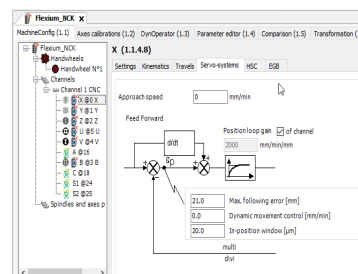 Flexium_NCK x
MachineConfig (1.1) Axes calibrations (1.2) DynOperator (1.3) Parameter editor (1.4) Comparison (1.5) Transformation (
Flexium_NCK
Handwheels
Handwheel N°1
Channels
Channel 1 CNC
X @0 X
Y @1 Y
Z @2 Z
U @5 U
V @4 V
A @16
B @3 B
C @18
S1 @24
S2 @25
Spindles and axes p
X (1.1.4.8)
Settings Kinematics Travels Servo-systems HSC EGB
Approach speed 0 mm/min
Feed Forward
d/dt
Position loop gain of channel
2000 mm/min/mm
21.0 Max. following error [mm]
0.0 Dynamic movement control [mm/min]
20.0 In-position window [µm]
multi
divi